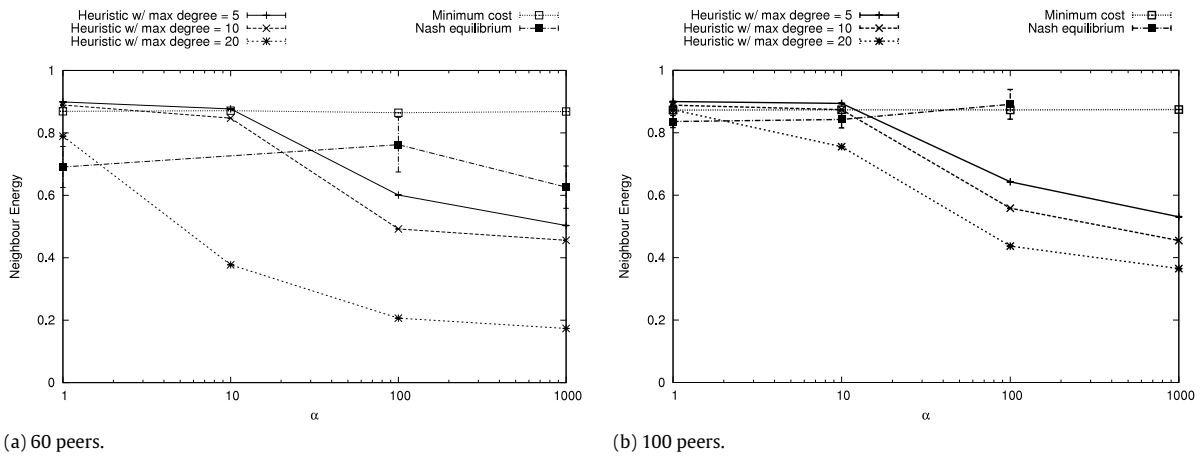 Heuristic w/ max degree = 5
Heuristic w/ max degree = 10
Heuristic w/ max degree = 20
Minimum cost
Nash equilibrium
1
0.8
0.6
0.4
0.2
0
Neighbour Energy
1 10 100 1000
α
(a) 60 peers.
Heuristic w/ max degree = 5
Heuristic w/ max degree = 10
Heuristic w/ max degree = 20
Minimum cost
Nash equilibrium
1
0.8
0.6
0.4
0.2
0
Neighbour Energy
1 10 100 1000
α
(b) 100 peers.